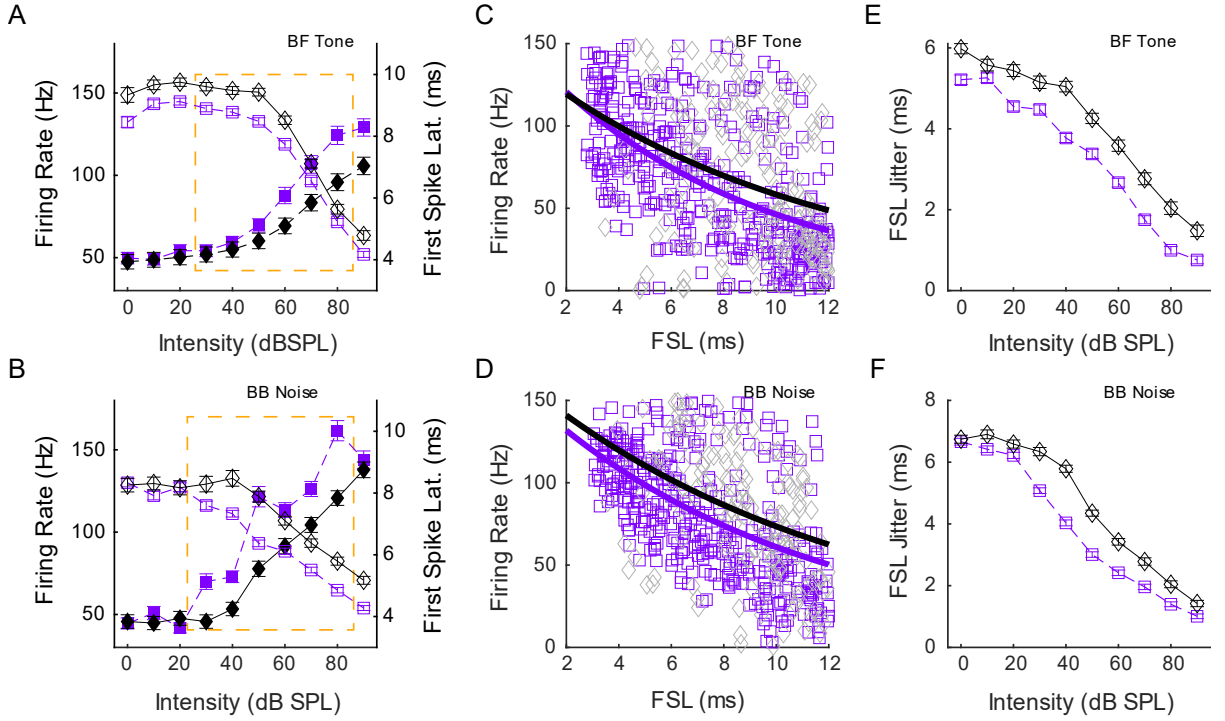 A
BF Tone
150
100
50
Firing Rate (Hz)
10
8
6
4
First Spike Lat. (ms)
0 20 40 60 80
Intensity (dBSPL)
C
BF Tone
150
100
50
0
Firing Rate (Hz)
2 4 6 8 10 12
FSL (ms)
E
BF Tone
6
4
2
0
FSL Jitter (ms)
0 20 40 60 80
Intensity (dB SPL)
B
BB Noise
150
100
50
Firing Rate (Hz)
10
8
6
4
First Spike Lat. (ms)
0 20 40 60 80
Intensity (dB SPL)
D
BB Noise
150
100
50
0
Firing Rate (Hz)
2 4 6 8 10 12
FSL (ms)
F
BB Noise
8
6
4
2
0
FSL Jitter (ms)
0 20 40 60 80
Intensity (dB SPL)